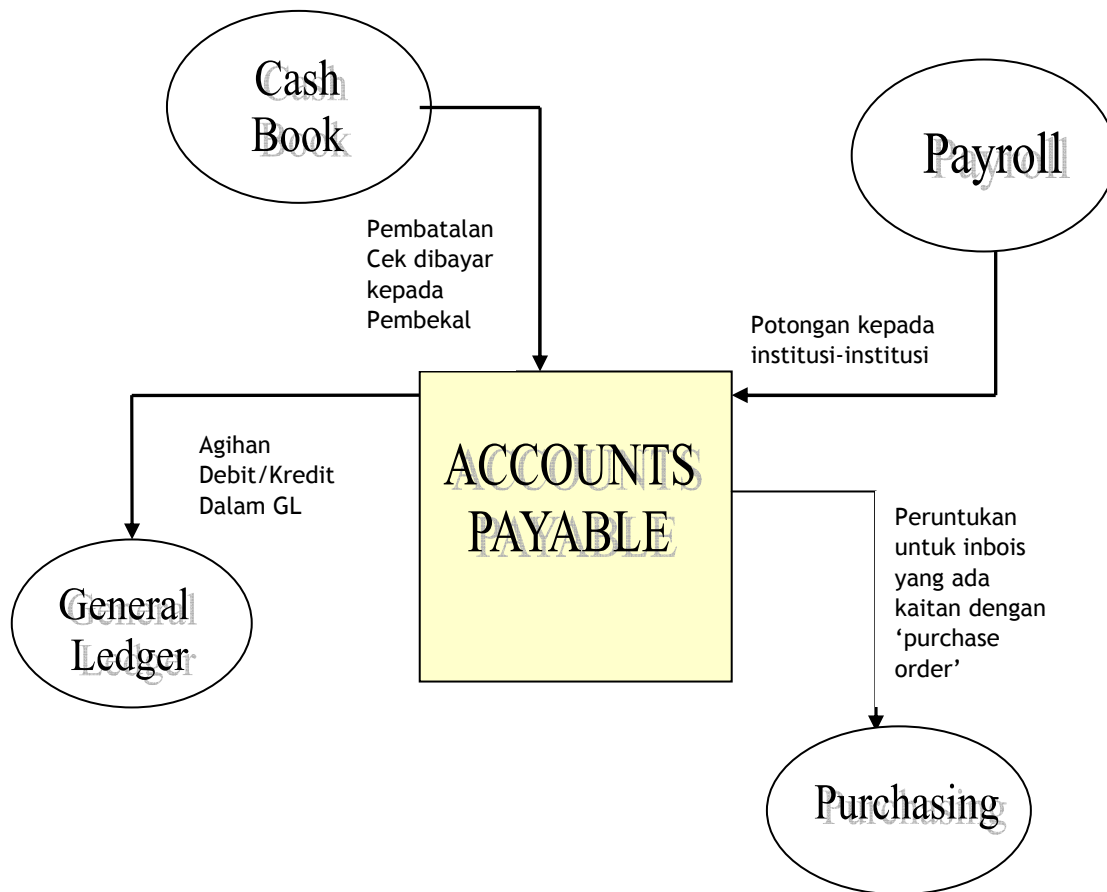 Cash
Book
Payroll
Pembatalan
Cek dibayar
kepada
Pembekal
Potongan kepada
institusi-institusi
Agihan
Debit/Kredit
Dalam GL
ACCOUNTS
PAYABLE
Peruntukan
untuk inbois
yang ada
kaitan dengan
‘purchase
order’
General
Ledger
Purchasing